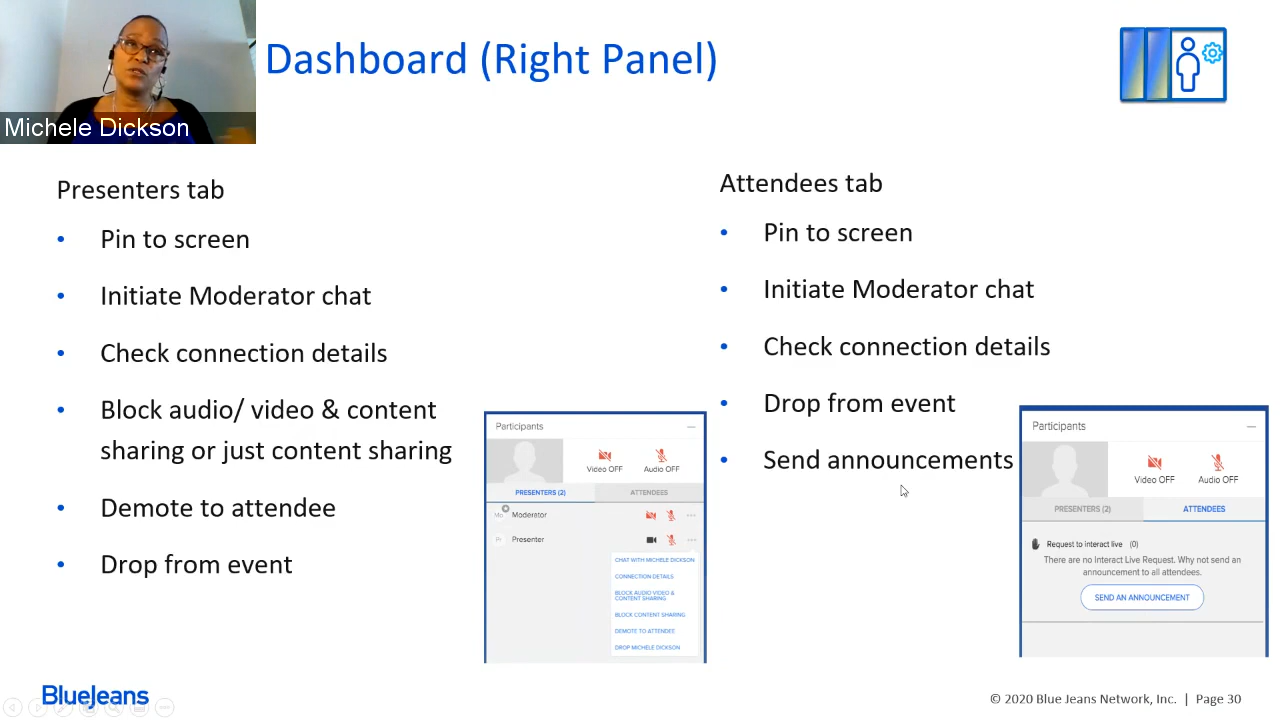 Michele Dickson
Dashboard (Right Panel)
Presenters tab
• Pin to screen
• Initiate Moderator chat
• Check connection details
• Block audio/ video & content
sharing or just content sharing
• Demote to attendee
• Drop from event
Participants
Video OFF Audio OFF
PRESENTERS (2) ATTENDEES
Mo Moderator
Pr Presenter
CHAT WITH MICHELE DICKSON
CONNECTION DETAILS
BLOCK AUDIO VIDEO &
CONTENT SHARING
BLOCK CONTENT SHARING
DEMOTE TO ATTENDEE
DROP MICHELE DICKSON
Attendees tab
• Pin to screen
• Initiate Moderator chat
• Check connection details
• Drop from event
• Send announcements
Participants
Video OFF Audio OFF
PRESENTERS (2) ATTENDEES
Request to interact live (0)
There are no Interact Live Request. Why not send an
announcement to all attendees.
SEND AN ANNOUNCEMENT
BlueJeans
© 2020 Blue Jeans Network, Inc. | Page 30